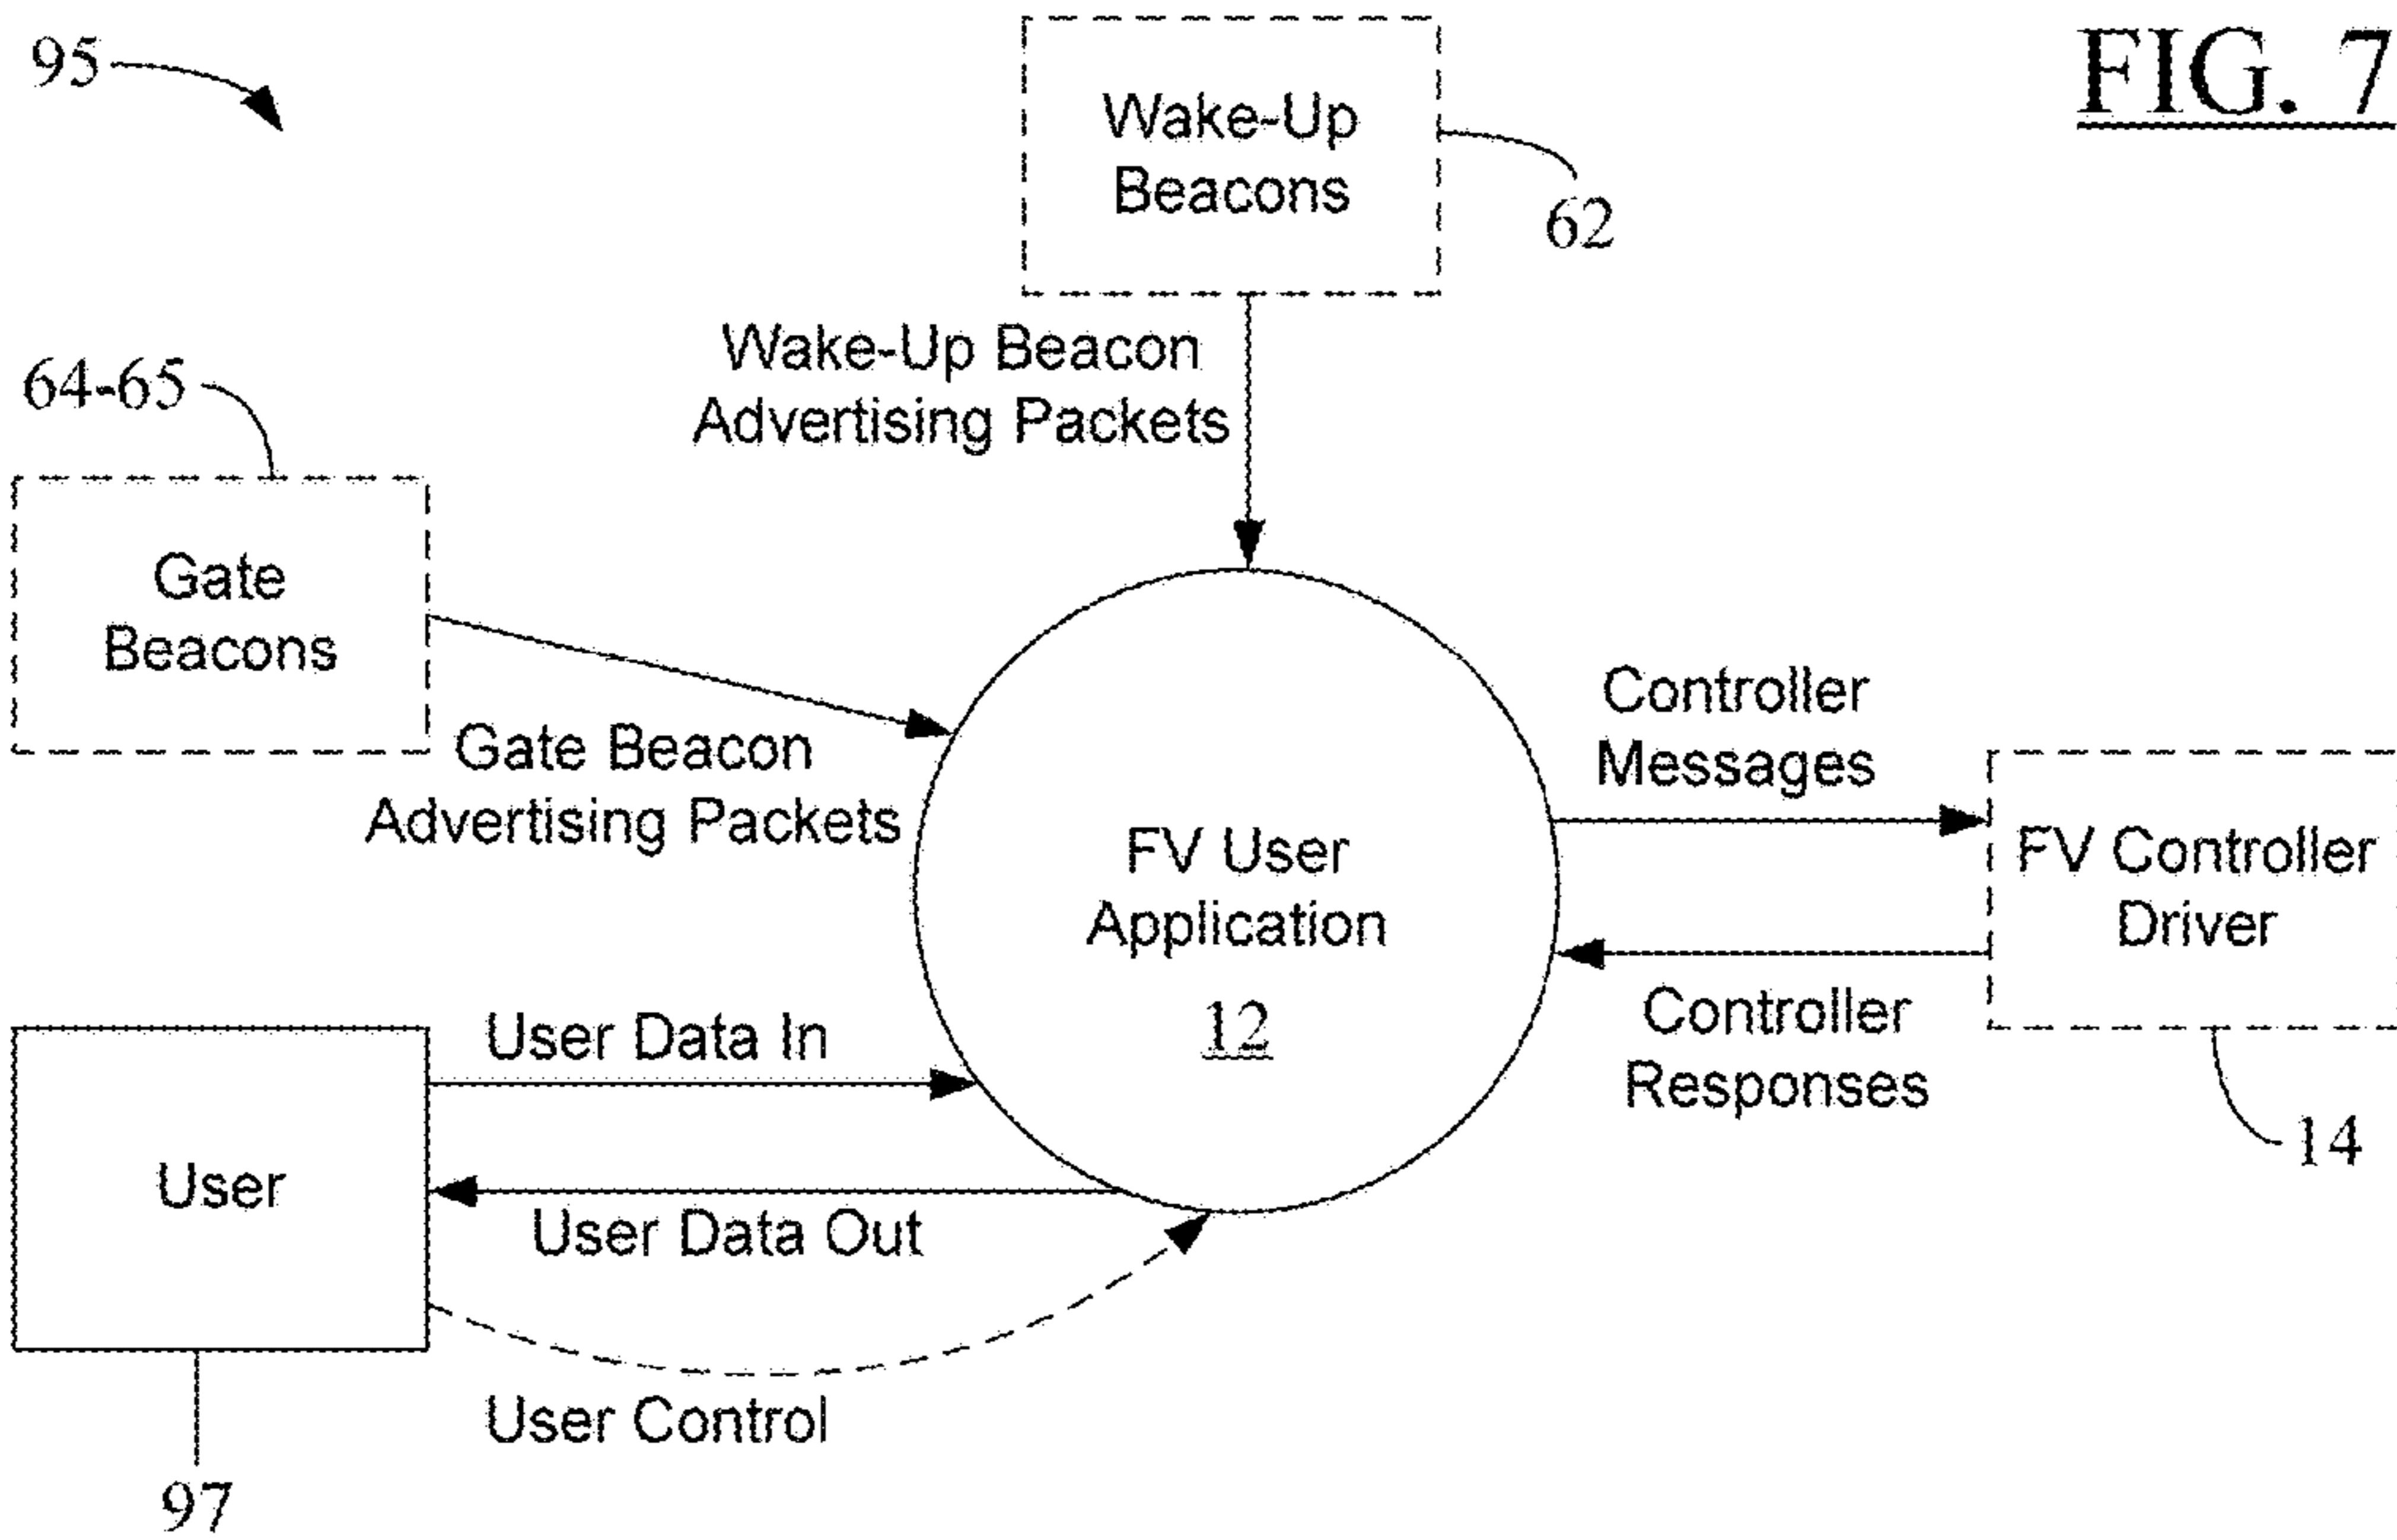 95
FIG. 7
Wake-Up
Beacons
62
Wake-Up Beacon
Advertising Packets
64-65
Gate
Beacons
Gate Beacon
Advertising Packets
Controller
Messages
FV User
Application
12
FV Controller
Driver
Controller
Responses
14
User Data In
User
User Data Out
User Control
97